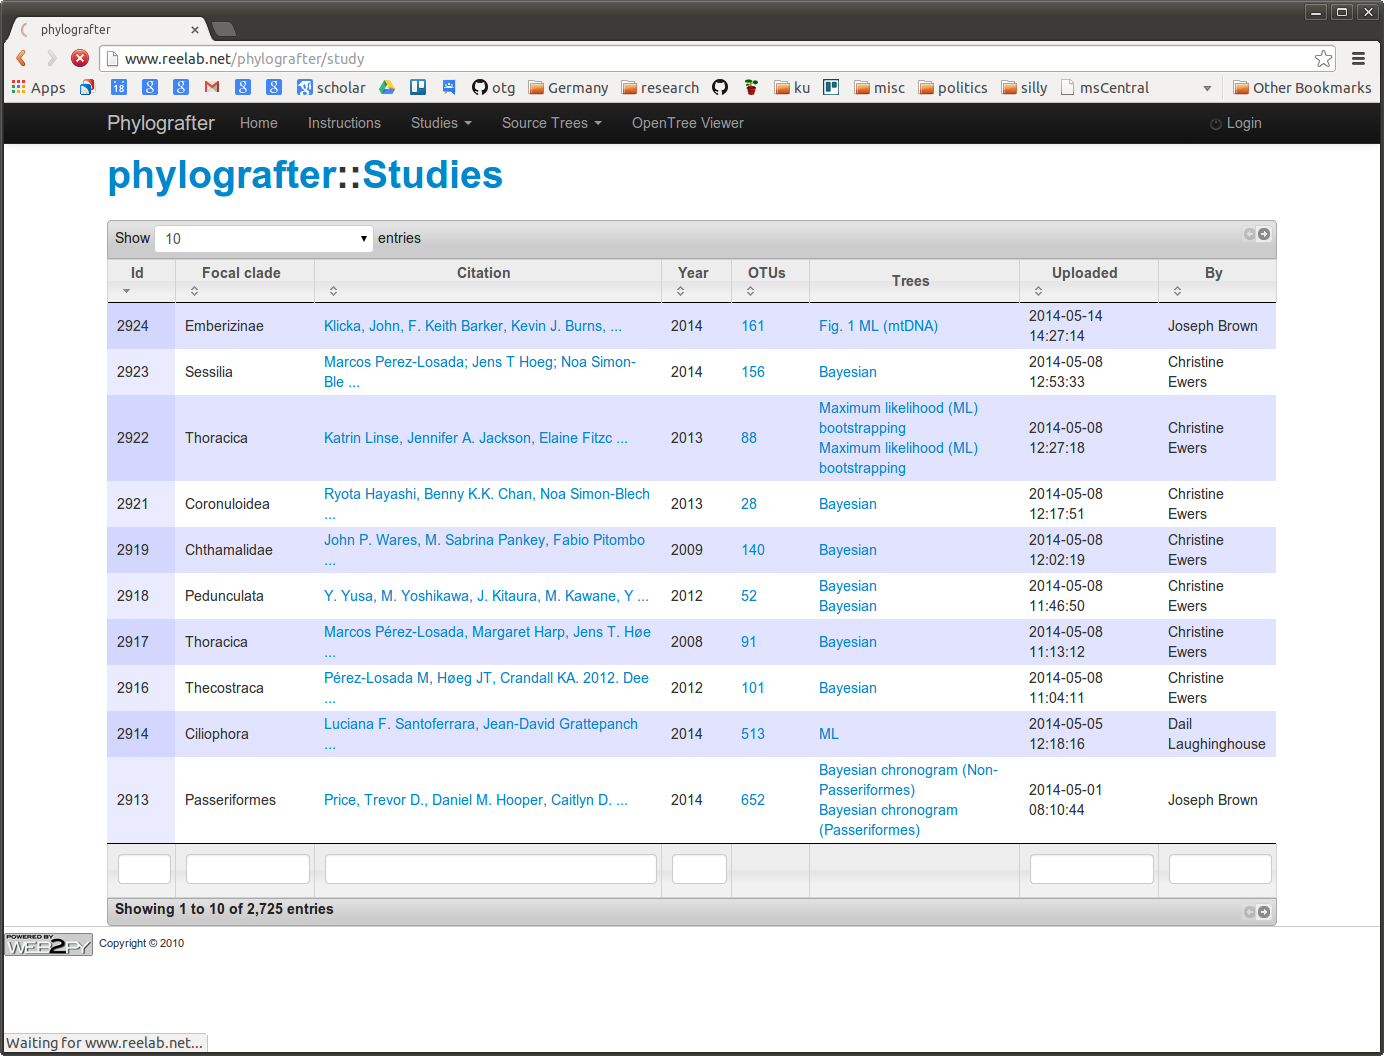 phylografter
www.reelab.net/phylografter/study
Apps 18 8 8 8 8 scholar otg Germany research ku misc politics silly msCentral Other Bookmarks
Phylografter Home Instructions Studies Source Trees OpenTree Viewer Login
phylografter::Studies
Show 10 entries
Id Focal clade Citation Year OTUs Trees Uploaded By
2924 Emberizinae Klicka, John, F. Keith Barker, Kevin J. Burns, ... 2014 161 Fig. 1 ML (mtDNA) 2014-05-14 Joseph Brown
14:27:14
2923 Sessilia Marcos Perez-Losada; Jens T Hoeg; Noa Simon- 2014 156 Bayesian 2014-05-08 Christine
Ble ... 12:53:33 Ewers
2922 Thoracica Katrin Linse, Jennifer A. Jackson, Elaine Fitzc ... 2013 88 Maximum likelihood (ML) 2014-05-08 Christine
bootstrapping 12:27:18 Ewers
Maximum likelihood (ML)
bootstrapping
2921 Coronuloidea Ryota Hayashi, Benny K.K. Chan, Noa Simon-Blech 2013 28 Bayesian 2014-05-08 Christine
... 12:17:51 Ewers
2919 Chthamalidae John P. Wares, M. Sabrina Pankey, Fabio Pitombo 2009 140 Bayesian 2014-05-08 Christine
... 12:02:19 Ewers
2918 Pedunculata Y. Yusa, M. Yoshikawa, J. Kitaura, M. Kawane, Y ... 2012 52 Bayesian 2014-05-08 Christine
Bayesian 11:46:50 Ewers
2917 Thoracica Marcos Pérez-Losada, Margaret Harp, Jens T. Høe 2008 91 Bayesian 2014-05-08 Christine
... 11:13:12 Ewers
2916 Thecostraca Pérez-Losada M, Høeg JT, Crandall KA. 2012. Dee 2012 101 Bayesian 2014-05-08 Christine
... 11:04:11 Ewers
2914 Ciliophora Luciana F. Santoferrara, Jean-David Grattepanch 2014 513 ML 2014-05-05 Dail
... 12:18:16 Laughinghouse
2913 Passeriformes Price, Trevor D., Daniel M. Hooper, Caitlyn D. ... 2014 652 Bayesian chronogram (Non- 2014-05-01 Joseph Brown
Passeriformes) 08:10:44
Bayesian chronogram
(Passeriformes)
Showing 1 to 10 of 2,725 entries
POWERED BY
WEB2PY Copyright © 2010
Waiting for www.reelab.net...